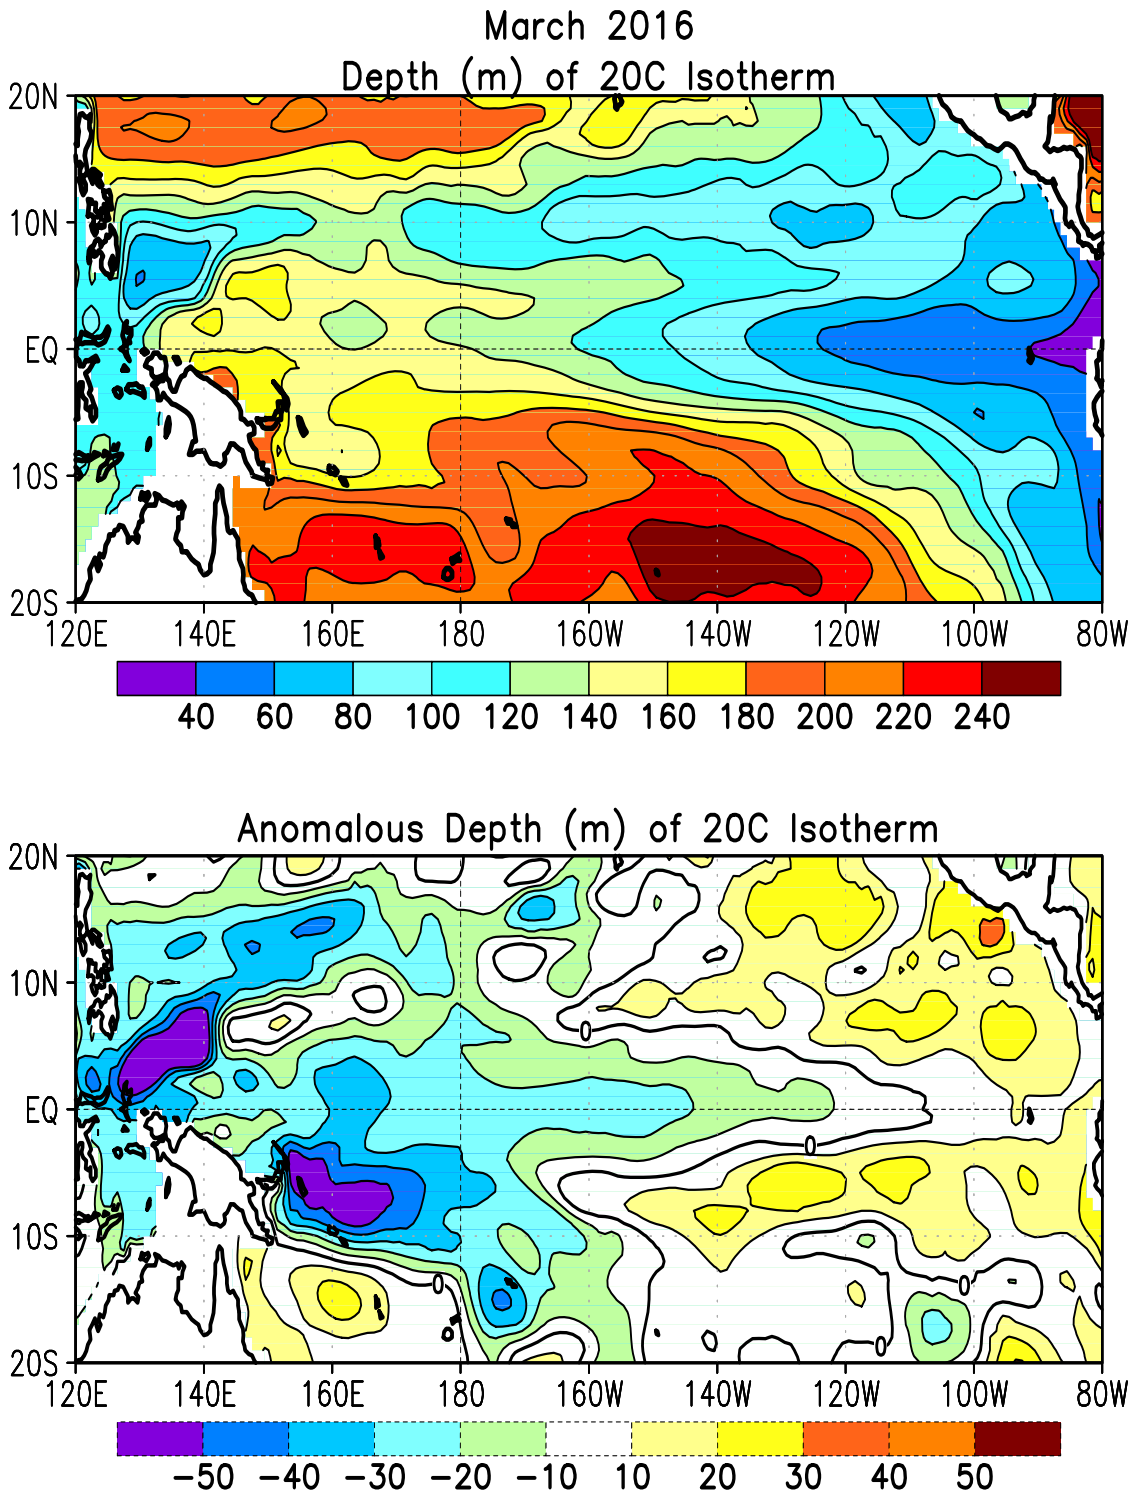 March 2016
Depth (m) of 20C Isotherm
20N
10N
EQ
10S
20S
120E 140E 160E 180 160W 140W 120W 100W 80W
40 60 80 100 120 140 160 180 200 220 240
Anomalous Depth (m) of 20C Isotherm
20N
10N
0
EQ
0
10S
0 0
0
20S
120E 140E 160E 180 160W 140W 120W 100W 80W
-50 -40 -30 -20 -10 10 20 30 40 50